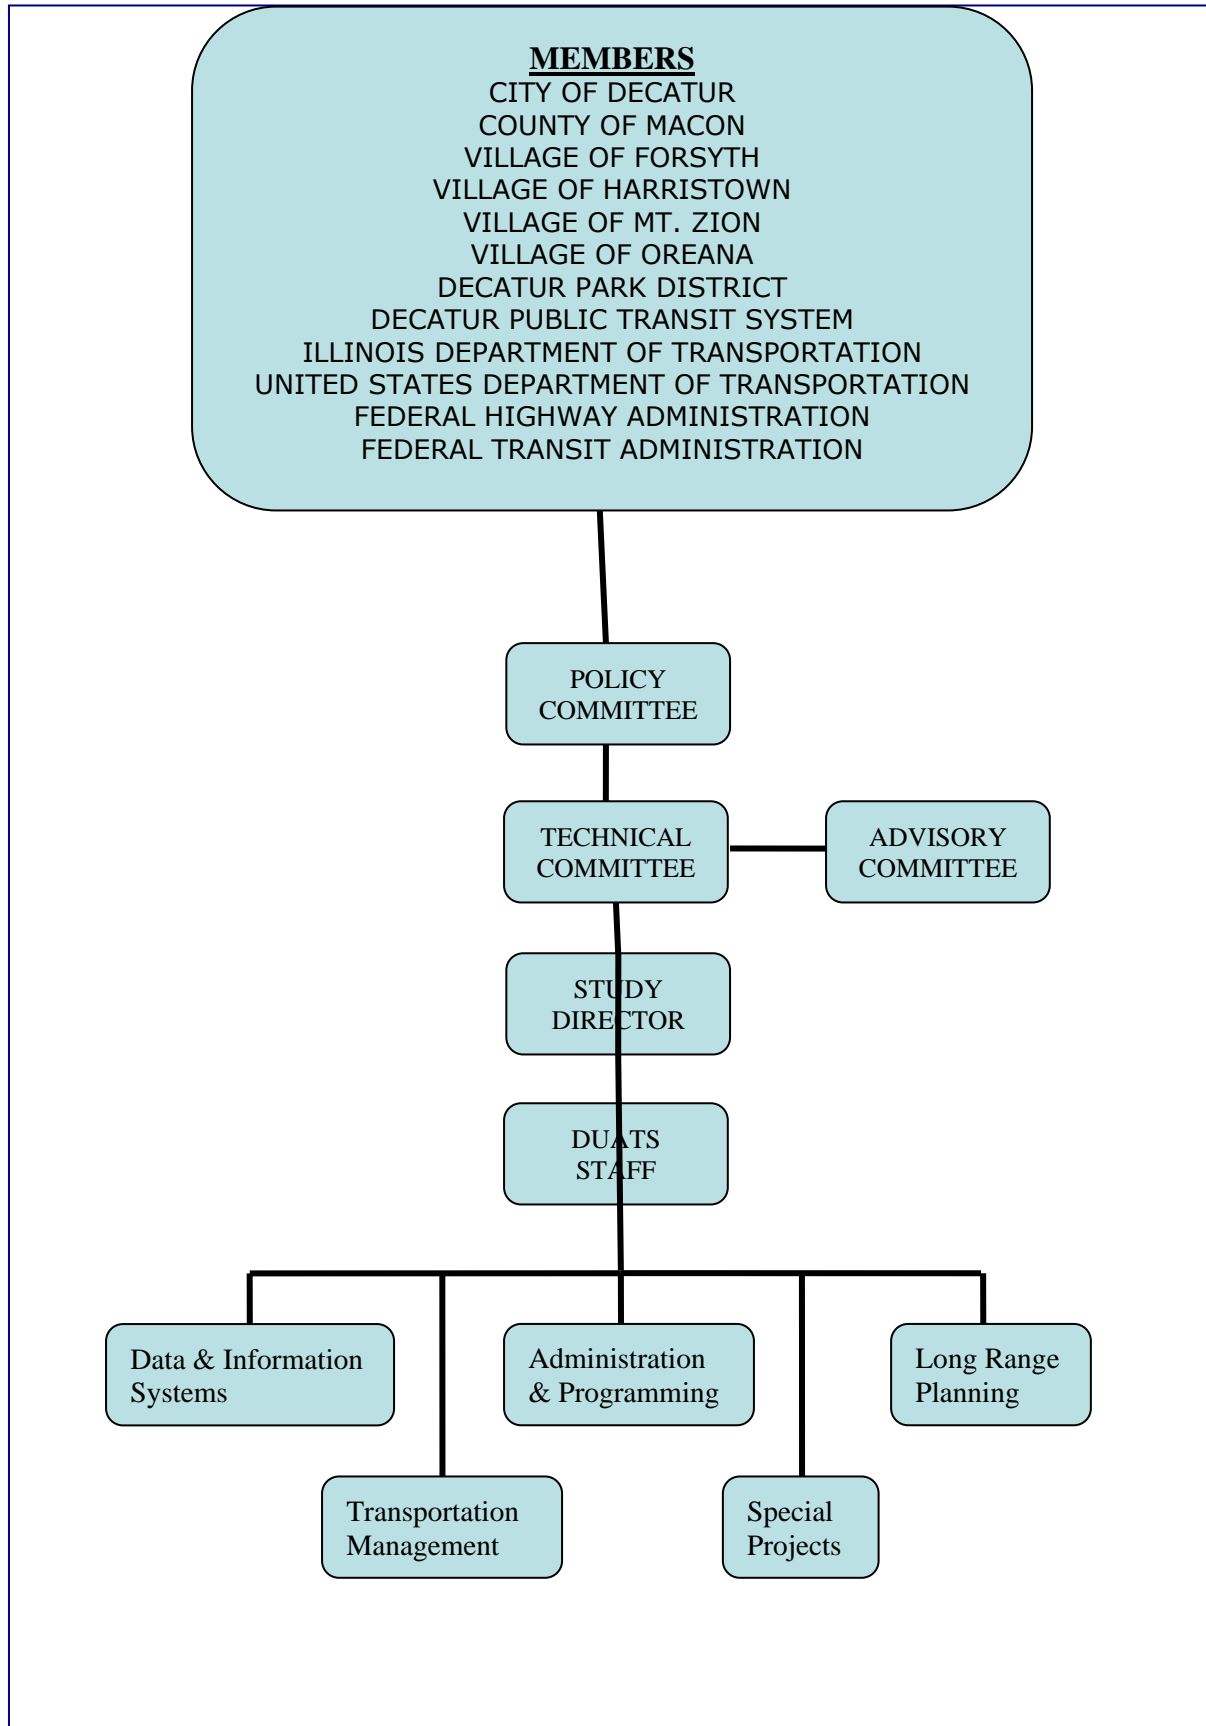 MEMBERS
CITY OF DECATUR
COUNTY OF MACON
VILLAGE OF FORSYTH
VILLAGE OF HARRISTOWN
VILLAGE OF MT. ZION
VILLAGE OF OREANA
DECATUR PARK DISTRICT
DECATUR PUBLIC TRANSIT SYSTEM
ILLINOIS DEPARTMENT OF TRANSPORTATION
UNITED STATES DEPARTMENT OF TRANSPORTATION
FEDERAL HIGHWAY ADMINISTRATION
FEDERAL TRANSIT ADMINISTRATION
POLICY
COMMITTEE
TECHNICAL
COMMITTEE
ADVISORY
COMMITTEE
STUDY
DIRECTOR
DUATS
STAFF
Data & Information
Systems
Administration
& Programming
Long Range
Planning
Transportation
Management
Special
Projects